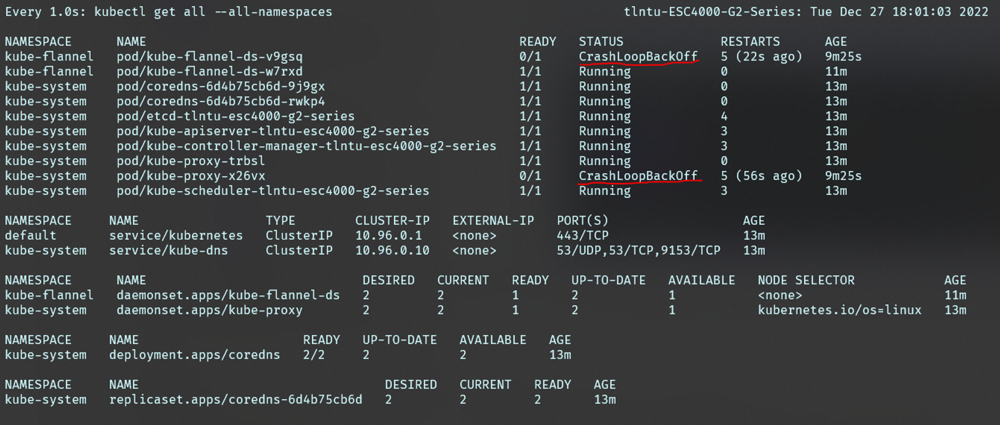 Every 1.0s: kubectl get all --all-namespaces tlntu-ESC4000-G2-Series: Tue Dec 27 18:01:03 2022
NAMESPACE NAME READY STATUS RESTARTS AGE
kube-flannel pod/kube-flannel-ds-v9gsq 0/1 CrashLoopBackOff 5 (22s ago) 9m25s
kube-flannel pod/kube-flannel-ds-w7rxd 1/1 Running 0 11m
kube-system pod/coredns-6d4b75cb6d-9j9gx 1/1 Running 0 13m
kube-system pod/coredns-6d4b75cb6d-rwkp4 1/1 Running 0 13m
kube-system pod/etcd-tlntu-esc4000-g2-series 1/1 Running 4 13m
kube-system pod/kube-apiserver-tlntu-esc4000-g2-series 1/1 Running 3 13m
kube-system pod/kube-controller-manager-tlntu-esc4000-g2-series 1/1 Running 3 13m
kube-system pod/kube-proxy-trbsl 1/1 Running 0 13m
kube-system pod/kube-proxy-x26vx 0/1 CrashLoopBackOff 5 (56s ago) 9m25s
kube-system pod/kube-scheduler-tlntu-esc4000-g2-series 1/1 Running 3 13m
NAMESPACE NAME TYPE CLUSTER-IP EXTERNAL-IP PORT(S) AGE
default service/kubernetes ClusterIP 10.96.0.1 <none> 443/TCP 13m
kube-system service/kube-dns ClusterIP 10.96.0.10 <none> 53/UDP,53/TCP,9153/TCP 13m
NAMESPACE NAME DESIRED CURRENT READY UP-TO-DATE AVAILABLE NODE SELECTOR AGE
kube-flannel daemonset.apps/kube-flannel-ds 2 2 1 2 1 <none> 11m
kube-system daemonset.apps/kube-proxy 2 2 1 2 1 kubernetes.io/os=linux 13m
NAMESPACE NAME READY UP-TO-DATE AVAILABLE AGE
kube-system deployment.apps/coredns 2/2 2 2 13m
NAMESPACE NAME DESIRED CURRENT READY AGE
kube-system replicaset.apps/coredns-6d4b75cb6d 2 2 2 13m